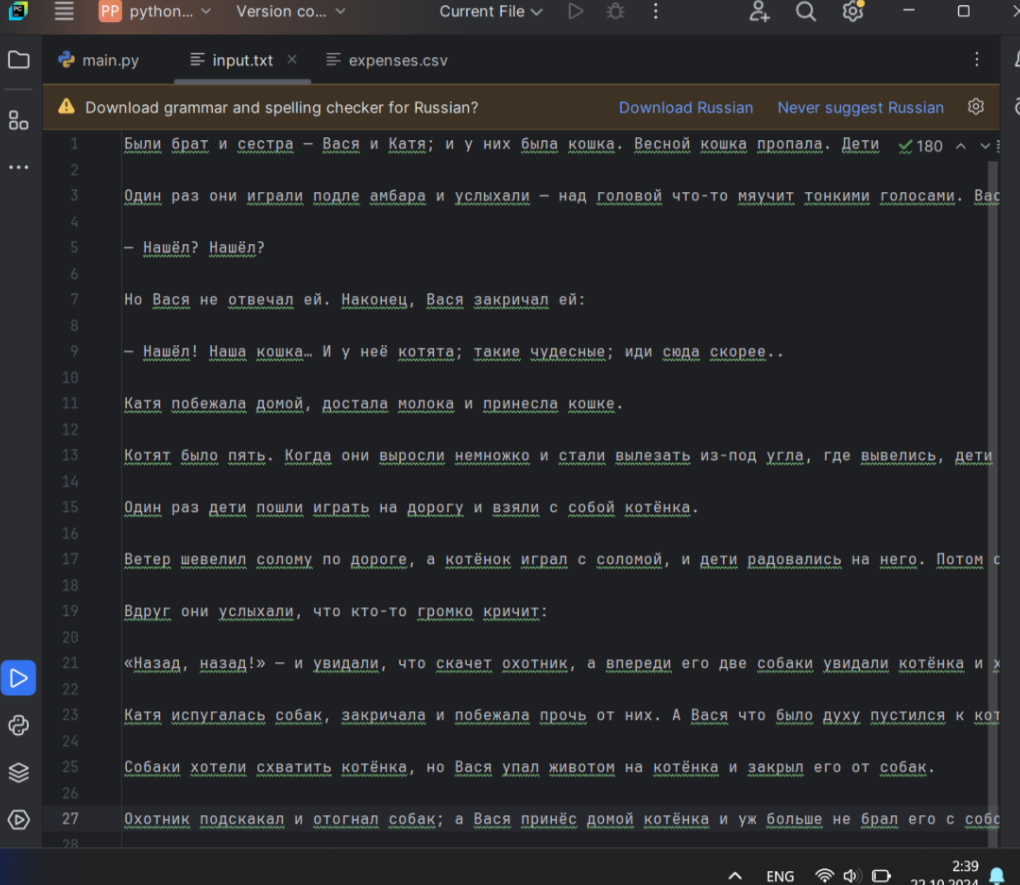 PP python... Version co... Current File
main.py input.txt expenses.csv
Download grammar and spelling checker for Russian? Download Russian Never suggest Russian
1 Были брат и сестра — Вася и Катя; и у них была кошка. Весной кошка пропала. Дети 180
2
3 Один раз они играли подле амбара и услыхали — над головой что-то мяучит тонкими голосами.
4
5 — Нашёл? Нашёл?
6
7 Но Вася не отвечал ей. Наконец, Вася закричал ей:
8
9 — Нашёл! Наша кошка… И у неё котята; такие чудесные; иди сюда скорее..
10
11 Катя побежала домой, достала молока и принесла кошке.
12
13 Котят было пять. Когда они выросли немножко и стали вылезать из-под угла, где вывелись, дети
14
15 Один раз дети пошли играть на дорогу и взяли с собой котёнка.
16
17 Ветер шевелил солому по дороге, а котёнок играл с соломой, и дети радовались на него. Потом
18
19 Вдруг они услыхали, что кто-то громко кричит:
20
21 «Назад, назад!» — и увидали, что скачет охотник, а впереди его две собаки увидали котёнка и
22
23 Катя испугалась собак, закричала и побежала прочь от них. А Вася что было духу пустился к
24
25 Собаки хотели схватить котёнка, но Вася упал животом на котёнка и закрыл его от собак.
26
27 Охотник подскакал и отогнал собак; а Вася принёс домой котёнка и уж больше не брал его с
28
ENG 2:39
22.10.2024